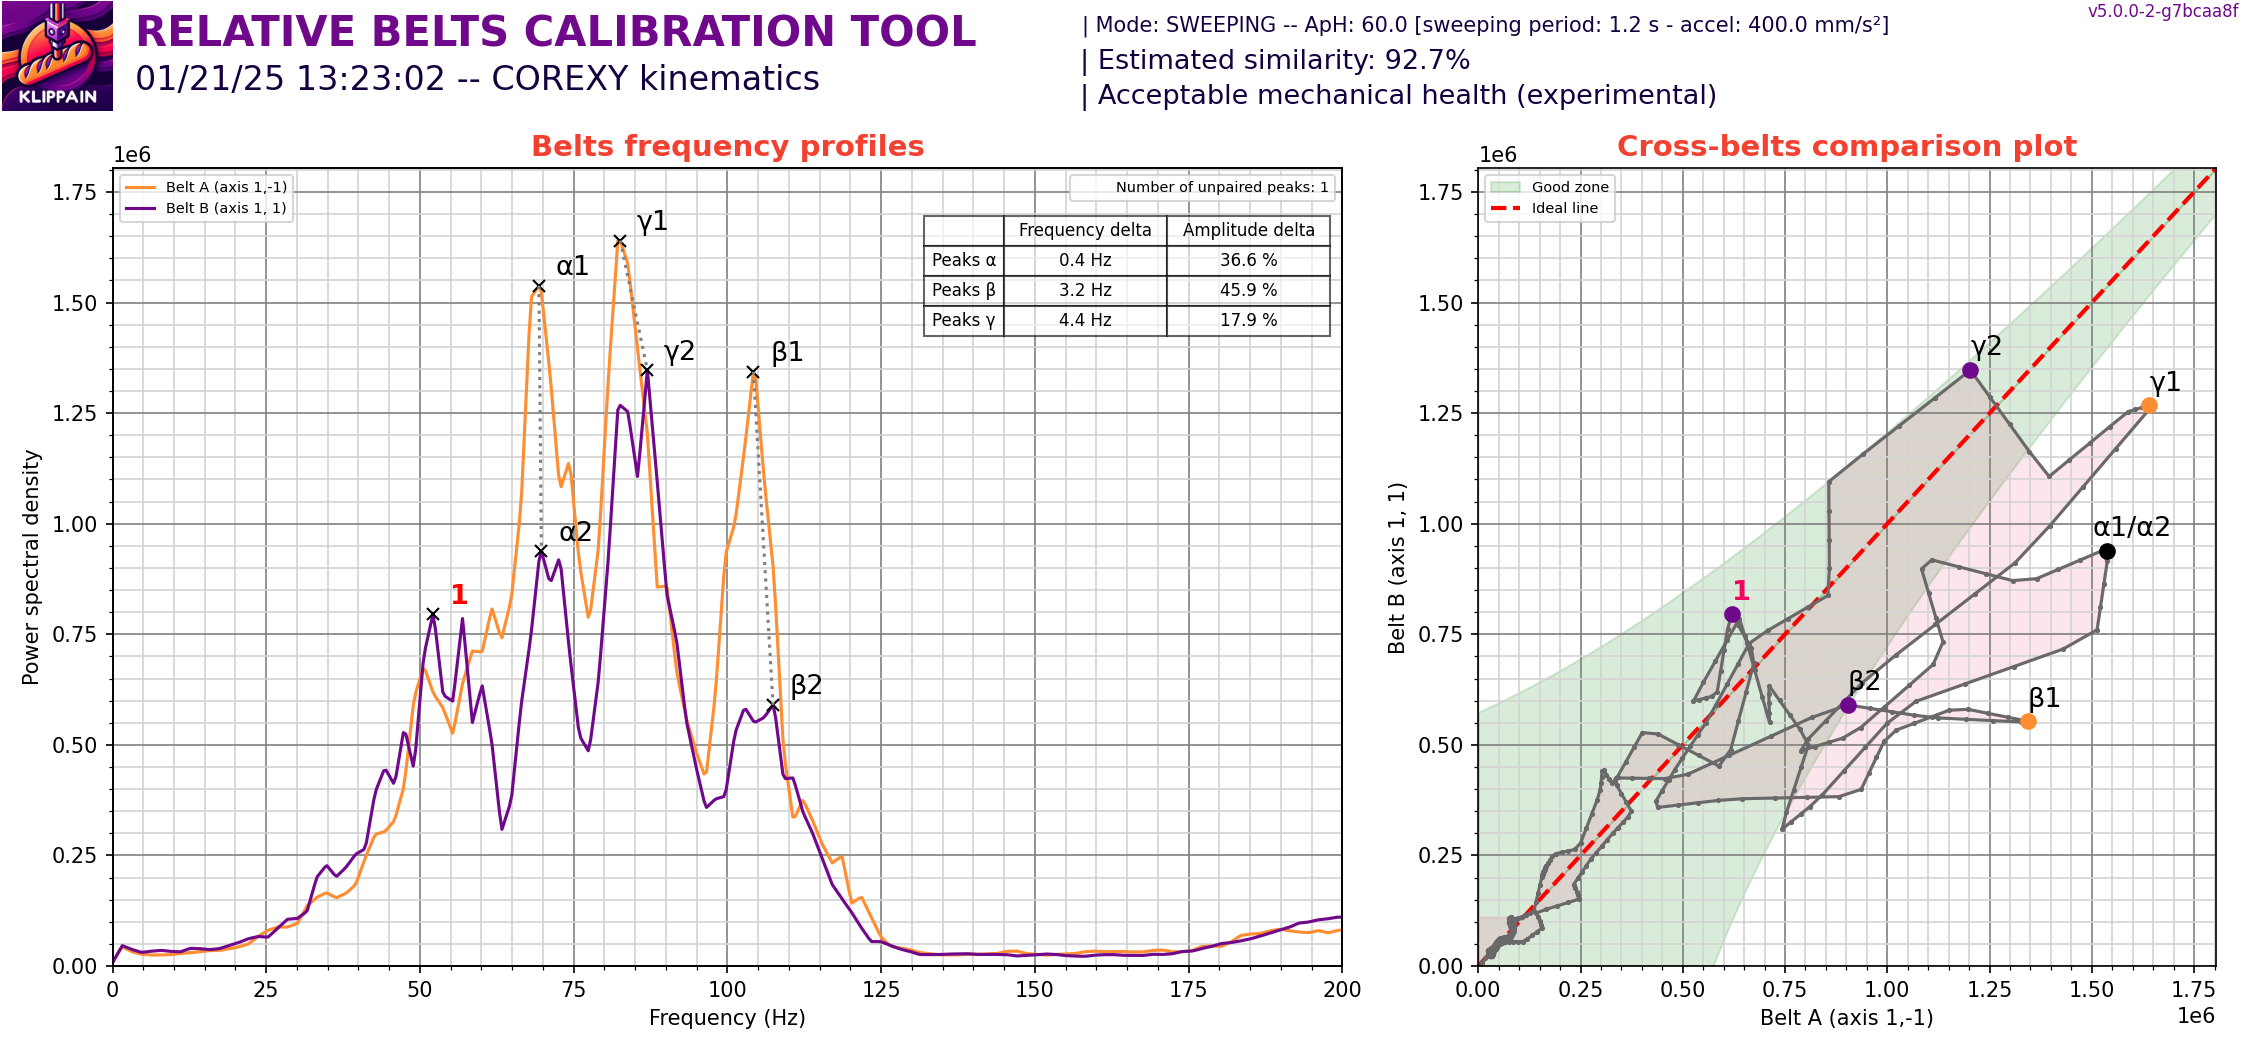 KLIPPAIN
RELATIVE BELTS CALIBRATION TOOL
01/21/25 13:23:02 -- COREXY kinematics
| Mode: SWEEPING -- ApH: 60.0 [sweeping period: 1.2 s - accel: 400.0 mm/s²]
| Estimated similarity: 92.7%
| Acceptable mechanical health (experimental)
v5.0.0-2-g7bcaa8f
Belts frequency profiles
1e6
Belt A (axis 1,-1)
Belt B (axis 1, 1)
Number of unpaired peaks: 1
Frequency delta Amplitude delta
Peaks α 0.4 Hz 36.6 %
Peaks β 3.2 Hz 45.9 %
Peaks γ 4.4 Hz 17.9 %
γ1
α1
γ2
β1
α2
1
β2
1.75
1.50
1.25
1.00
0.75
0.50
0.25
0.00
Power spectral density
0 25 50 75 100 125 150 175 200
Frequency (Hz)
Cross-belts comparison plot
1e6
Good zone
Ideal line
γ2
γ1
α1/α2
1
β2
β1
1.75
1.50
1.25
1.00
0.75
0.50
0.25
0.00
Belt B (axis 1, 1)
0.00 0.25 0.50 0.75 1.00 1.25 1.50 1.75
Belt A (axis 1,-1)
1e6